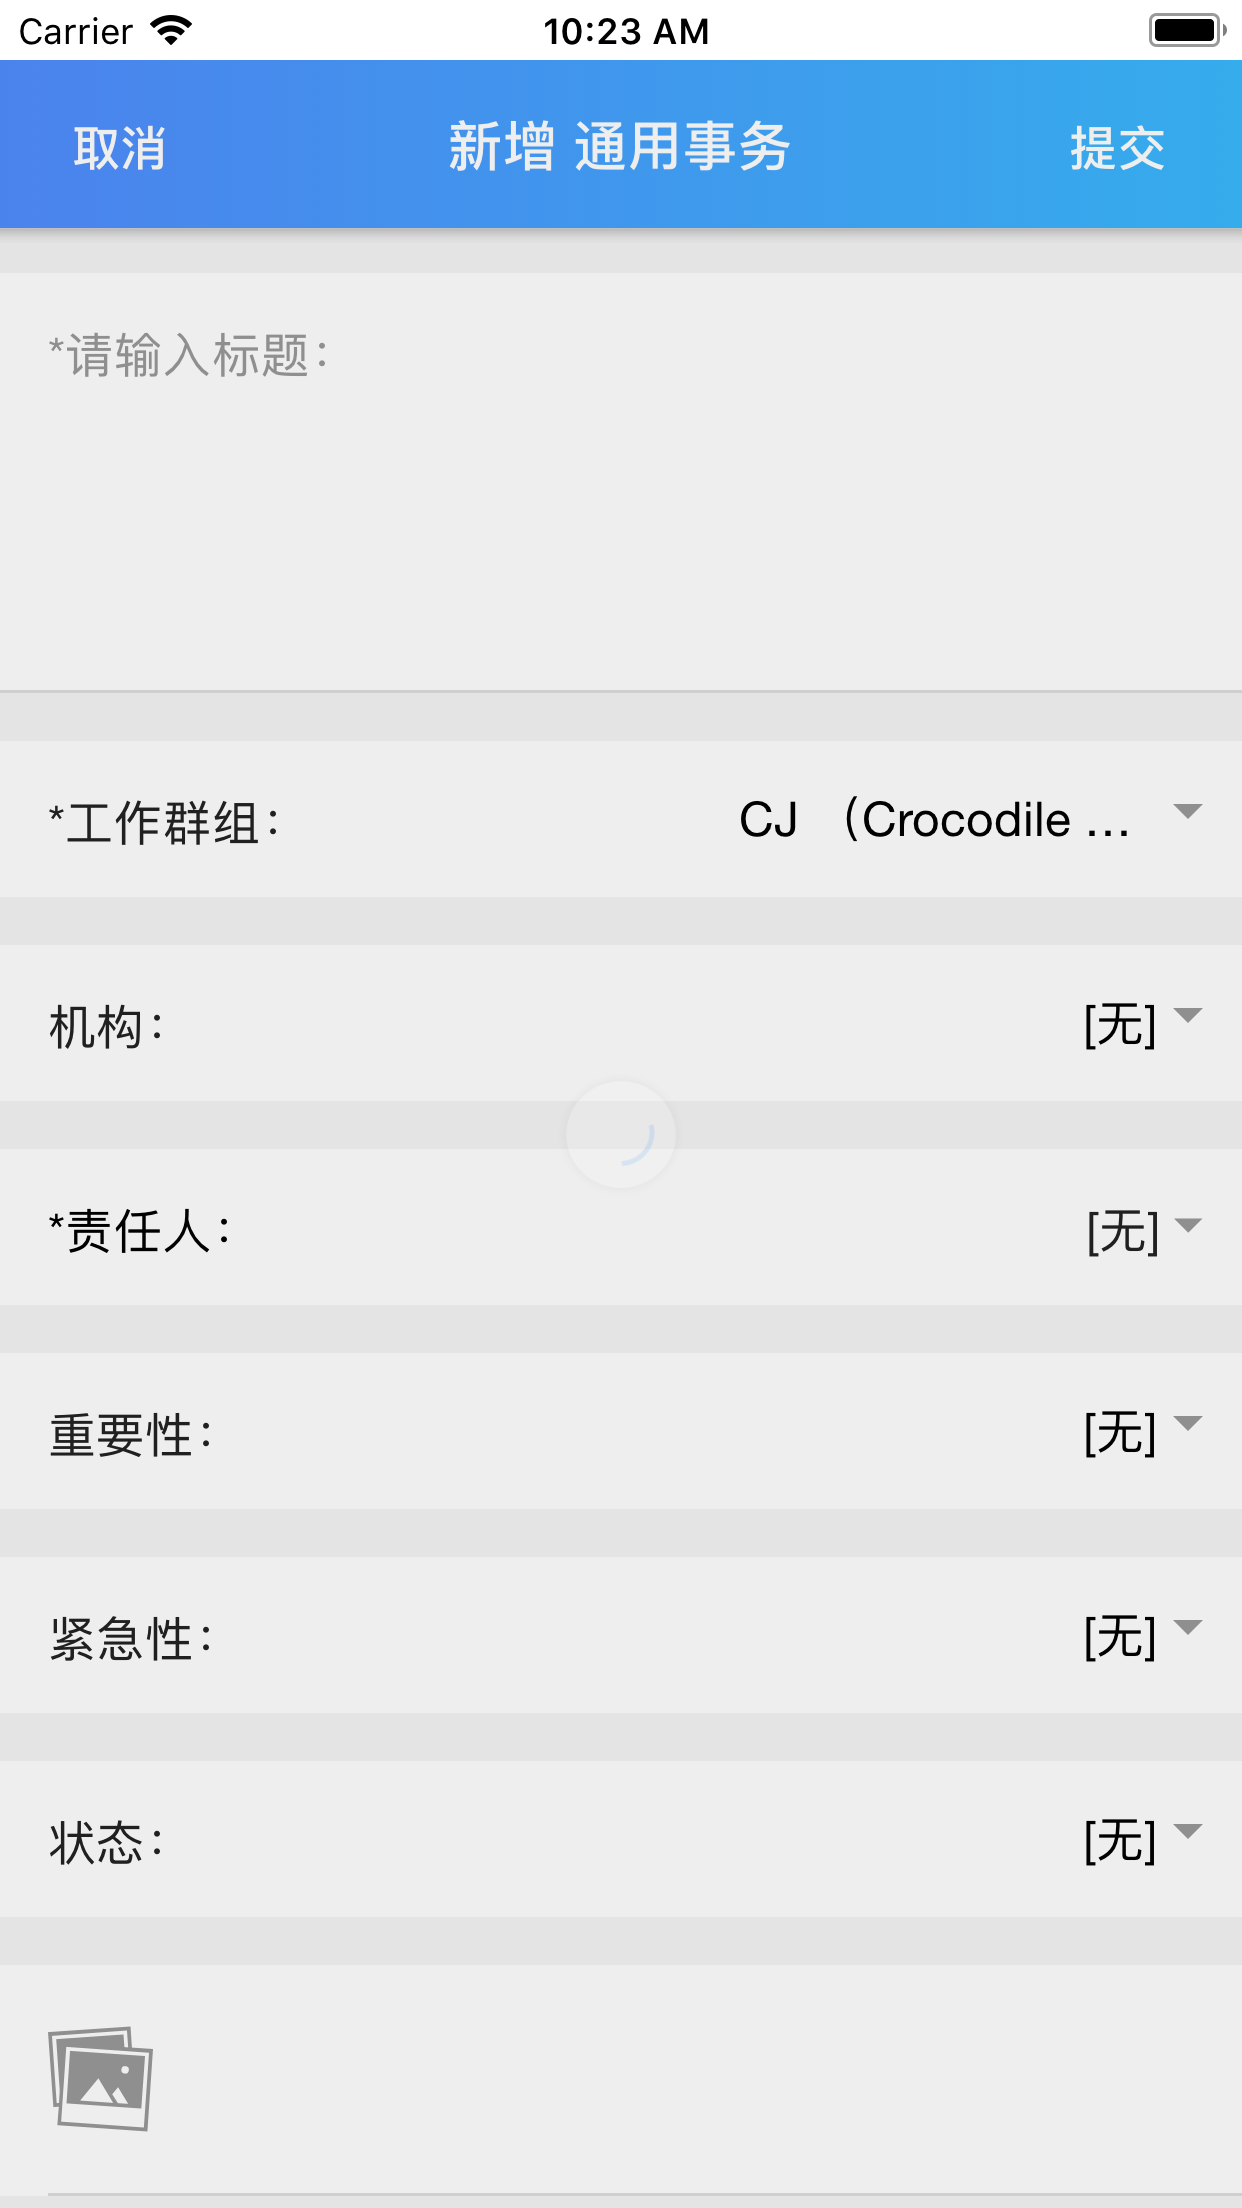 Carrier 10:23 AM
取消 新增 通用事务 提交
*请输入标题：
*工作群组： CJ （Crocodile ...
机构： [无]
*责任人： [无]
重要性： [无]
紧急性： [无]
状态： [无]